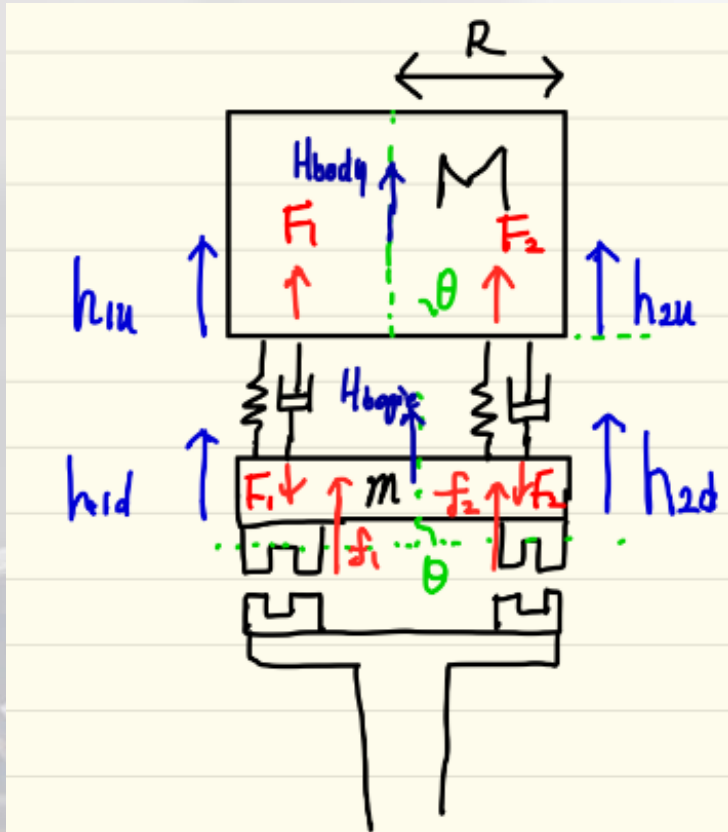 R
Hbody M
F1 F2
h1u θ h2u
Hbogie
h1d F1 m f2 F2 h2d
f1 θ